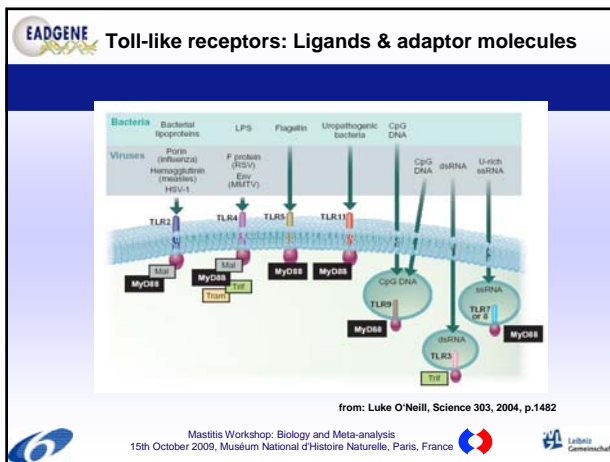 EADGENE
Toll-like receptors: Ligands & adaptor molecules
Bacteria
Bacterial
lipoproteins
LPS
Flagellin
Uropathogenic
bacteria
CpG
DNA
Viruses
Porin
(influenza)
Hemagglutinin
(measles)
HSV-1
F protein
(RSV)
Env
(MMTV)
CpG
DNA
dsRNA
U-rich
ssRNA
TLR2
TLR4
TLR5
TLR11
Mal
MyD88
Mal
MyD88
Trif
Tram
MyD88
MyD88
CpG DNA
TLR9
MyD88
ssRNA
TLR7
or 8
MyD88
dsRNA
TLR3
Trif
from: Luke O'Neill, Science 303, 2004, p.1482
6
Mastitis Workshop: Biology and Meta-analysis
15th October 2009, Muséum National d'Histoire Naturelle, Paris, France
Leibniz
Gemeinschaft